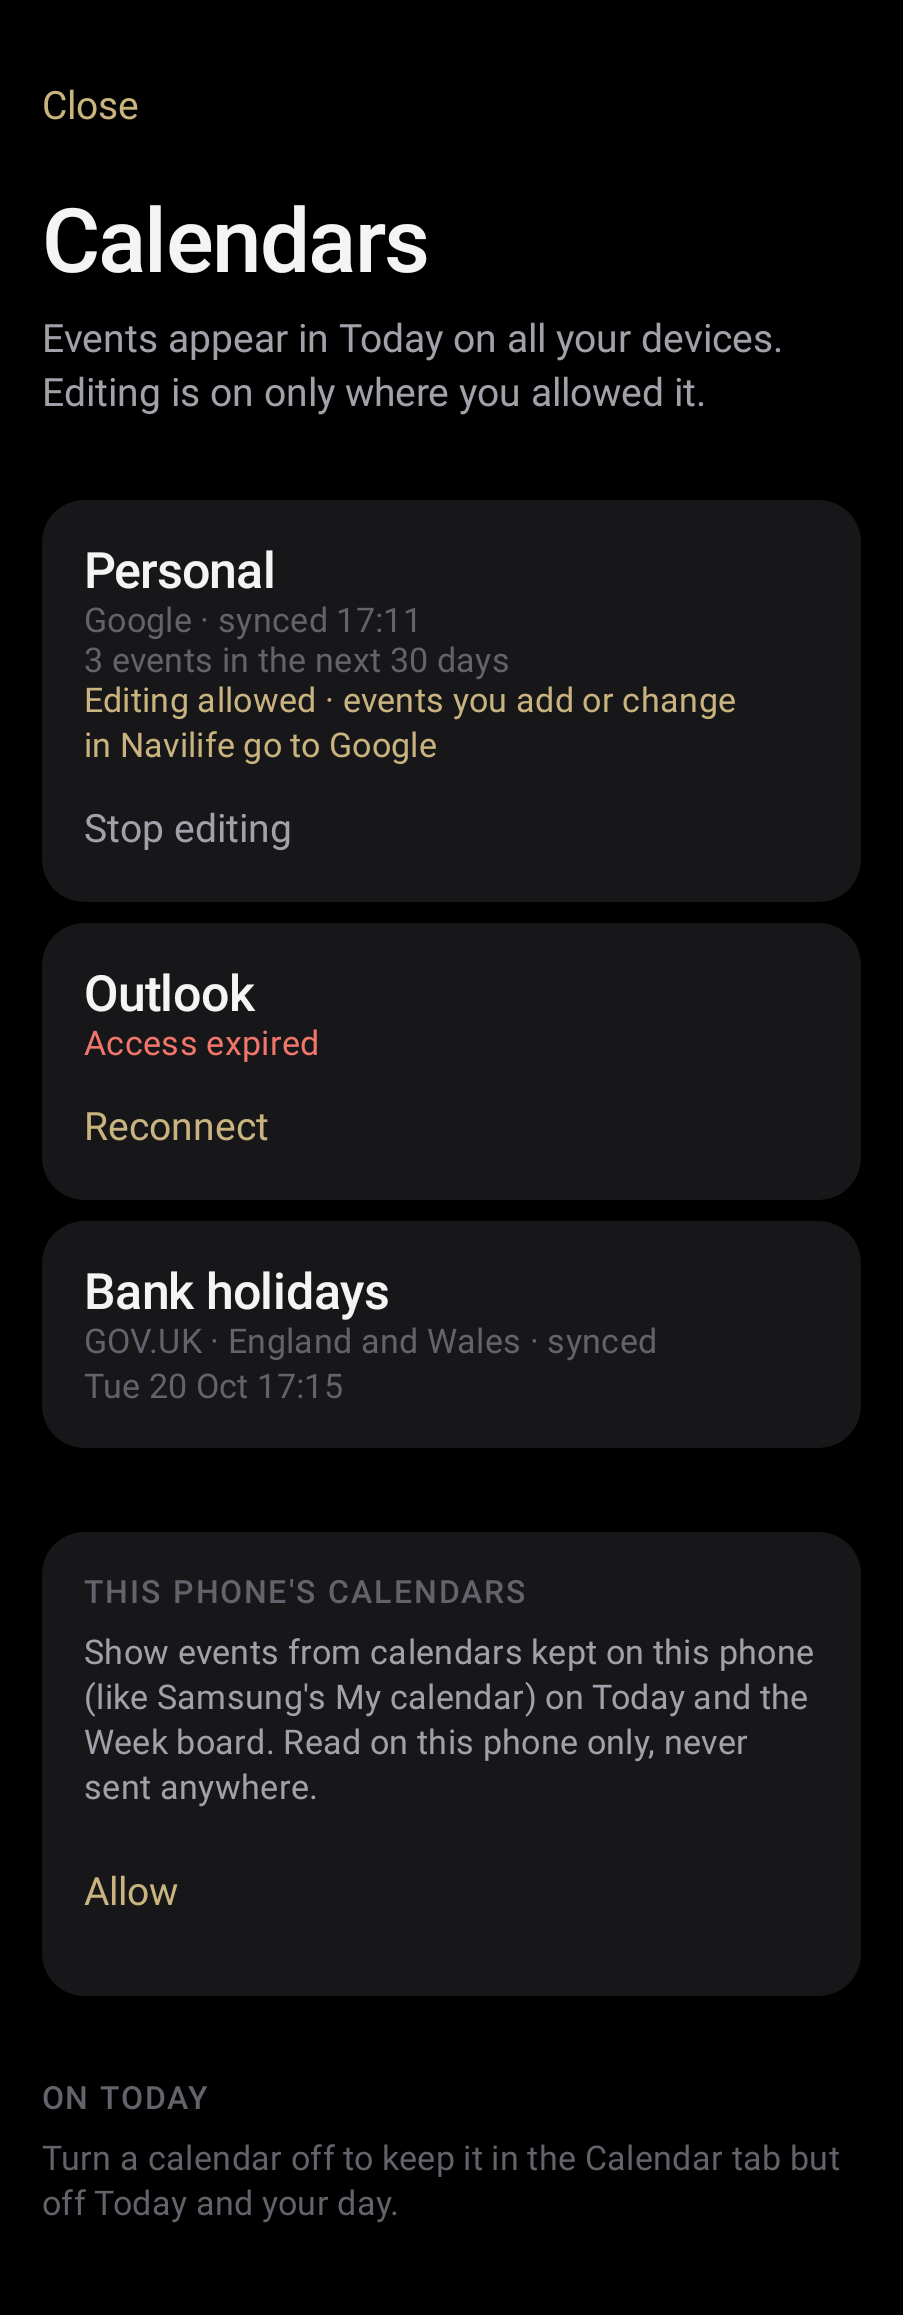 Close
Calendars
Events appear in Today on all your devices.
Editing is on only where you allowed it.
Personal
Google · synced 17:11
3 events in the next 30 days
Editing allowed · events you add or change
in Navilife go to Google
Stop editing
Outlook
Access expired
Reconnect
Bank holidays
GOV.UK · England and Wales · synced
Tue 20 Oct 17:15
THIS PHONE'S CALENDARS
Show events from calendars kept on this phone
(like Samsung's My calendar) on Today and the
Week board. Read on this phone only, never
sent anywhere.
Allow
ON TODAY
Turn a calendar off to keep it in the Calendar tab but
off Today and your day.